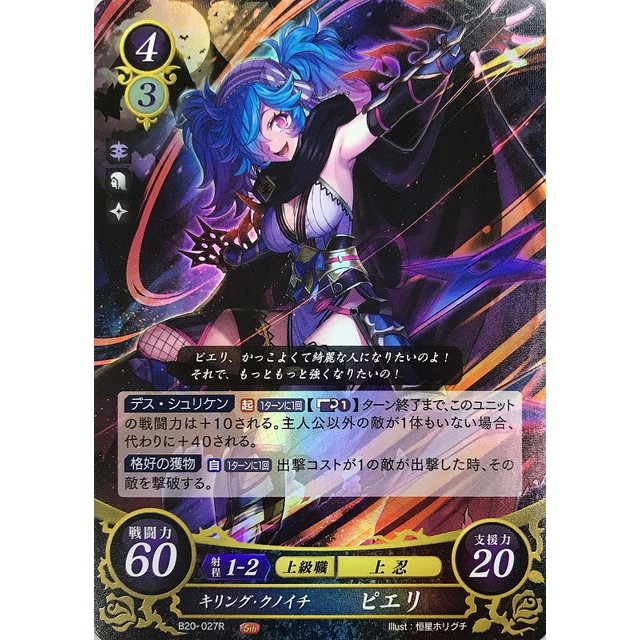 4
3
ピエリ、かっこよくて綺麗な人になりたいのよ!
それで、もっともっと強くなりたいの!
デス・シュリケン 起 1ターンに1回 【1】ターン終了まで、このユニット
の戦闘力は+10される。主人公以外の敵が1体もいない場合、
代わりに+40される。
格好の獲物 自 1ターンに1回 出撃コストが1の敵が出撃した時、その
敵を撃破する。
戦闘力 60
射程 1-2 上級職 上忍
支援力 20
キリング・クノイチ ピエリ
B20-027R 5th Illust:恒星ホリグチ